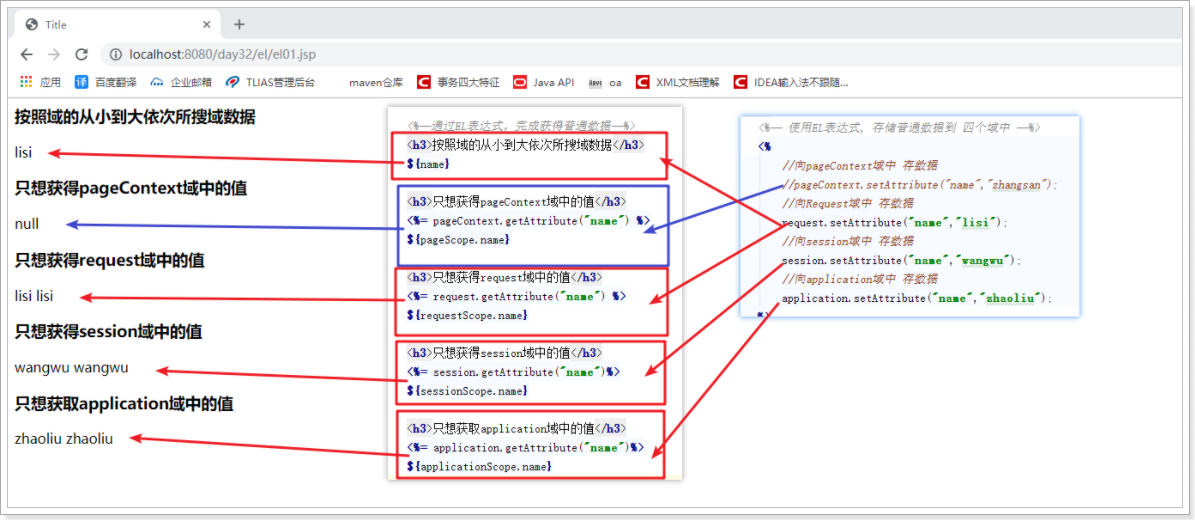 Title
localhost:8080/day32/el/el01.jsp
应用 百度翻译 企业邮箱 TLIAS管理后台 maven仓库 事务四大特征 Java API oa XML文档理解 IDEA输入法不跟随...
按照域的从小到大依次所搜域数据
lisi
只想获得pageContext域中的值
null
只想获得request域中的值
lisi lisi
只想获得session域中的值
wangwu wangwu
只想获取application域中的值
zhaoliu zhaoliu
<%--通过EL表达式，完成获得普通数据--%>
<h3>按照域的从小到大依次所搜域数据</h3>
${name}
<h3>只想获得pageContext域中的值</h3>
<%= pageContext.getAttribute("name") %>
${pageScope.name}
<h3>只想获得request域中的值</h3>
<%= request.getAttribute("name") %>
${requestScope.name}
<h3>只想获得session域中的值</h3>
<%= session.getAttribute("name")%>
${sessionScope.name}
<h3>只想获取application域中的值</h3>
<%= application.getAttribute("name")%>
${applicationScope.name}
<%-- 使用EL表达式，存储普通数据到 四个域中 --%>
<%
//向pageContext域中 存数据
//pageContext.setAttribute("name","zhangsan");
//向Request域中 存数据
request.setAttribute("name","lisi");
//向session域中 存数据
session.setAttribute("name","wangwu");
//向application域中 存数据
application.setAttribute("name","zhaoliu");
%>